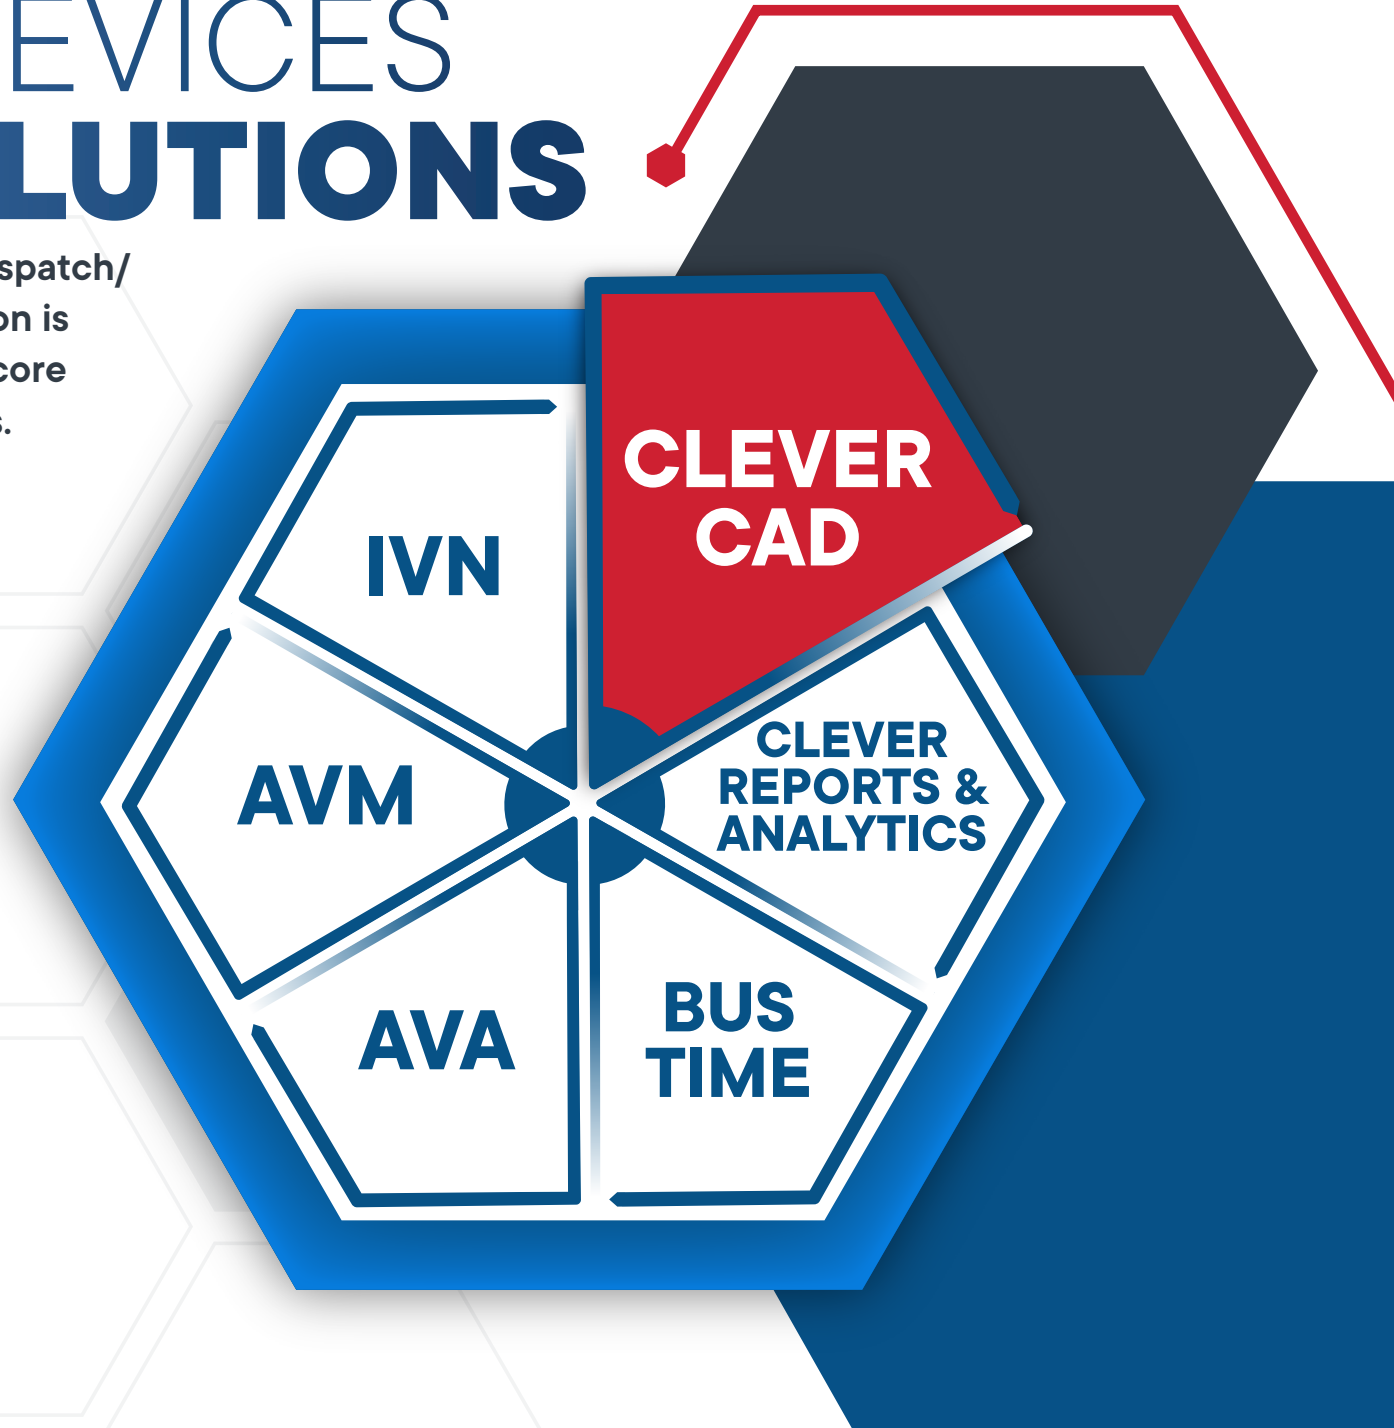 EVICES
LUTIONS
spatch/
on is
core
s.
CLEVER
CAD
IVN
CLEVER
REPORTS &
ANALYTICS
AVM
BUS
TIME
AVA